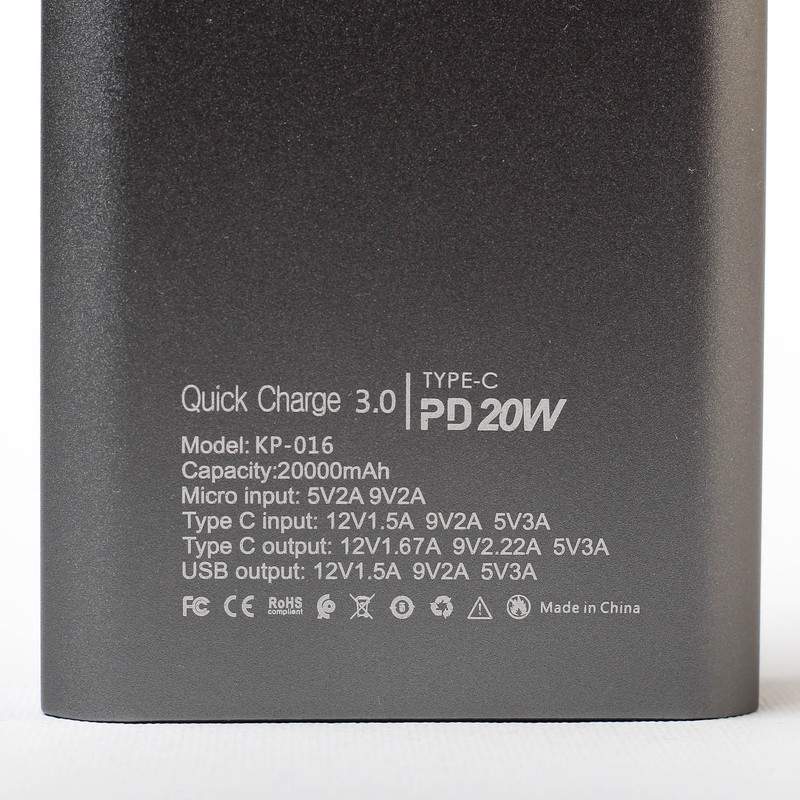 Quick Charge 3.0
TYPE-C
PD 20W
Model: KP-016
Capacity:20000mAh
Micro input: 5V2A 9V2A
Type C input: 12V1.5A 9V2A 5V3A
Type C output: 12V1.67A 9V2.22A 5V3A
USB output: 12V1.5A 9V2A 5V3A
FC CE RoHS compliant Made in China